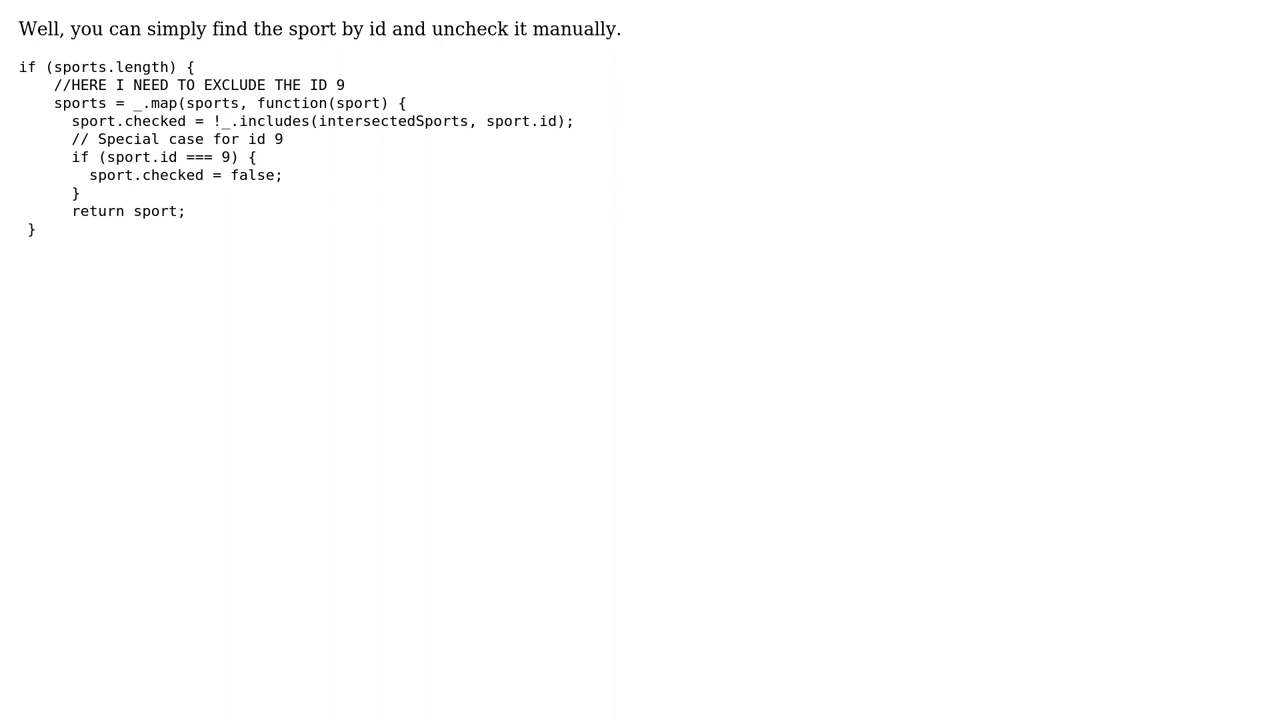 Well, you can simply find the sport by id and uncheck it manually.
if (sports.length) {
    //HERE I NEED TO EXCLUDE THE ID 9
    sports = _.map(sports, function(sport) {
      sport.checked = !_.includes(intersectedSports, sport.id);
      // Special case for id 9
      if (sport.id === 9) {
        sport.checked = false;
      }
      return sport;
 }